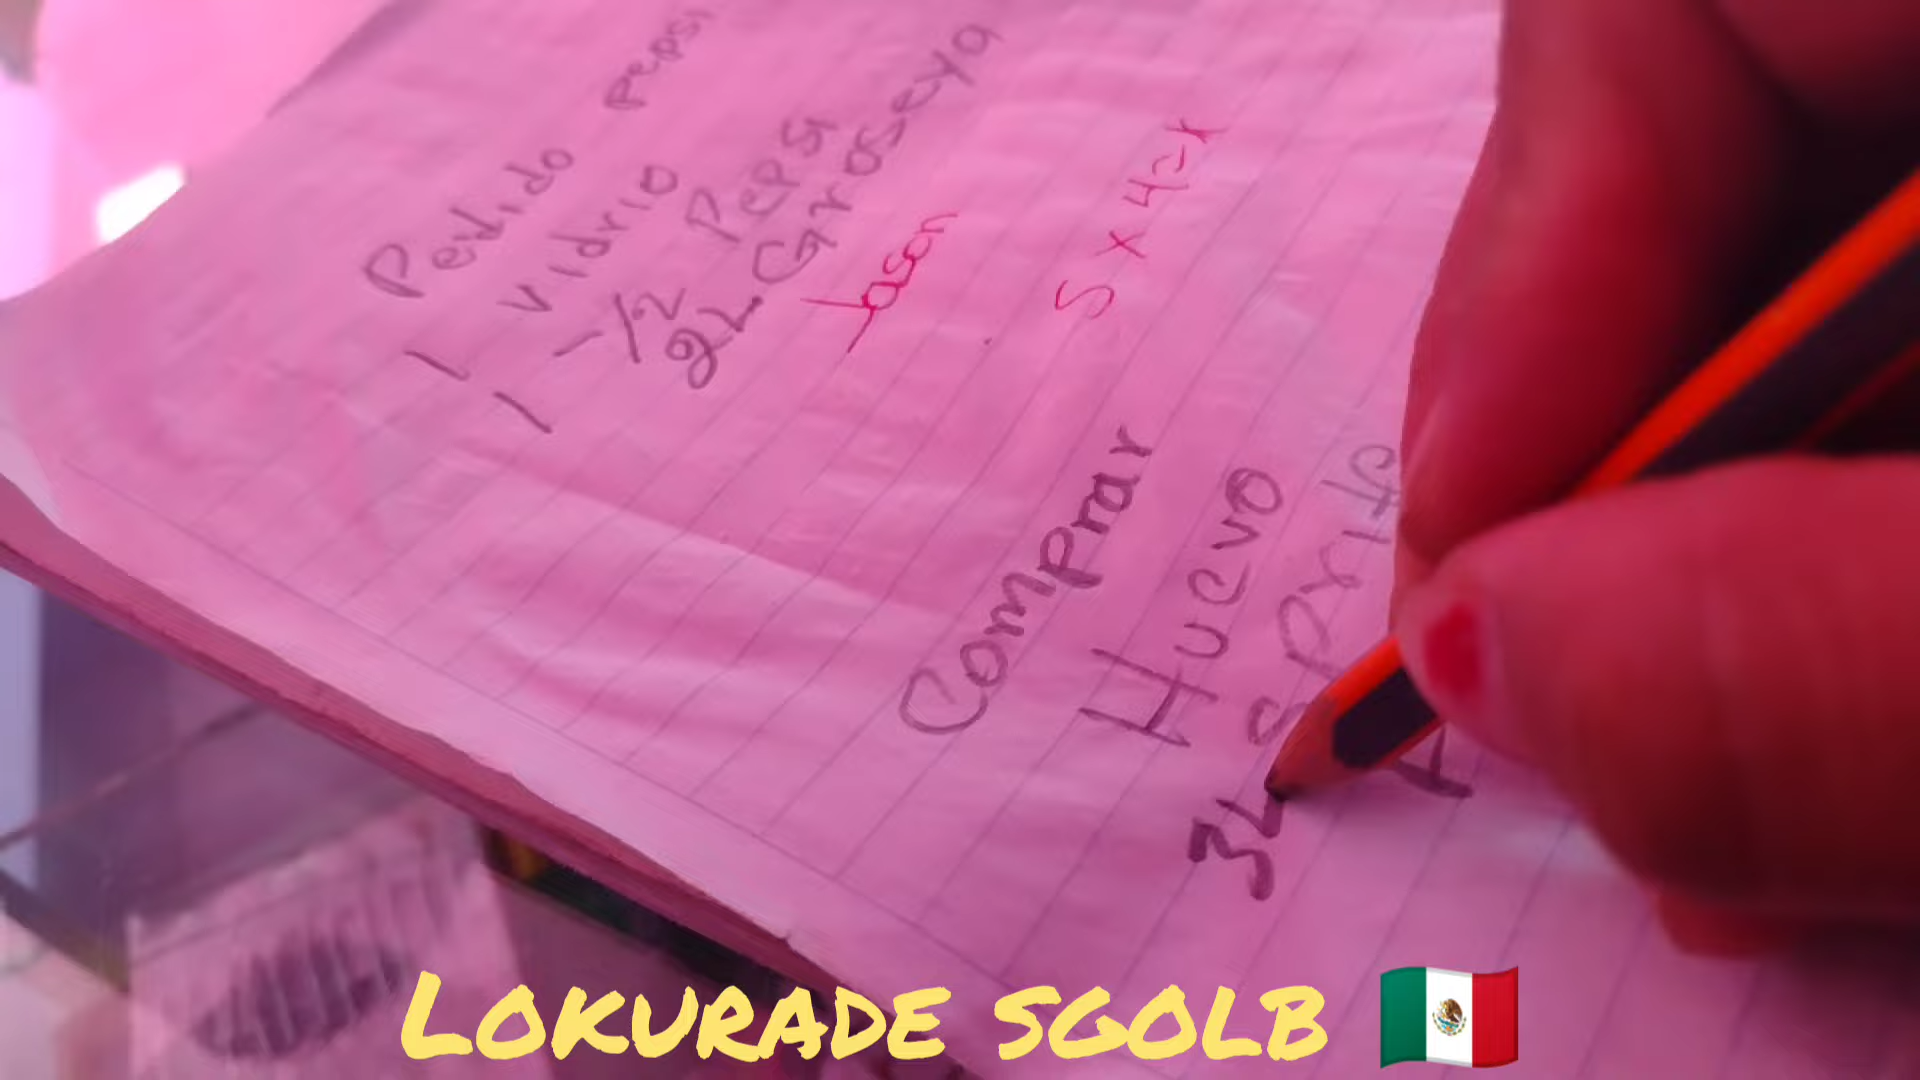 Pedido pepsi
1 vidrio
1 - 1/2 Pepsi
2L. Groseya
Jason
5 x 4 = x
Comprar
Huevo
3L Sprite
LOKURADE SGOLB 🇲🇽